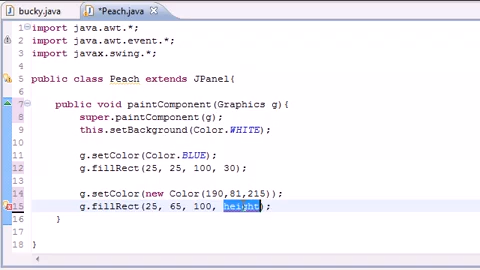 bucky.java *Peach.java
1 import java.awt.*;
2 import java.awt.event.*;
3 import javax.swing.*;
4
5 public class Peach extends JPanel{
6
7 public void paintComponent(Graphics g){
8 super.paintComponent(g);
9 this.setBackground(Color.WHITE);
10
11 g.setColor(Color.BLUE);
12 g.fillRect(25, 25, 100, 30);
13
14 g.setColor(new Color(190,81,215));
15 g.fillRect(25, 65, 100, height);
16 }
17
18 }